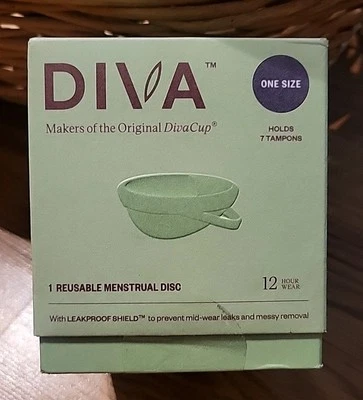 DIVA™
ONE SIZE
Makers of the Original DivaCup®
HOLDS
7 TAMPONS
1 REUSABLE MENSTRUAL DISC
12 HOUR
WEAR
With LEAKPROOF SHIELD™ to prevent mid-wear leaks and messy removal